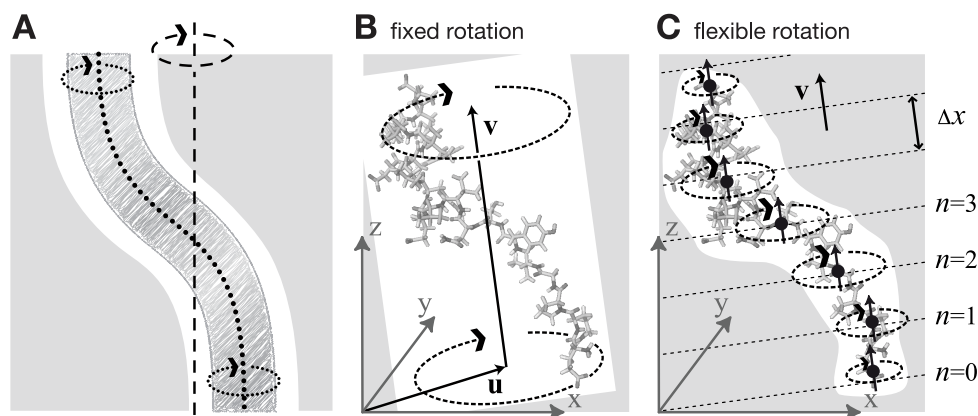 A
B fixed rotation
C flexible rotation
v
v
Δx
z
z
n=3
y
y
n=2
n=1
u
x
x
n=0